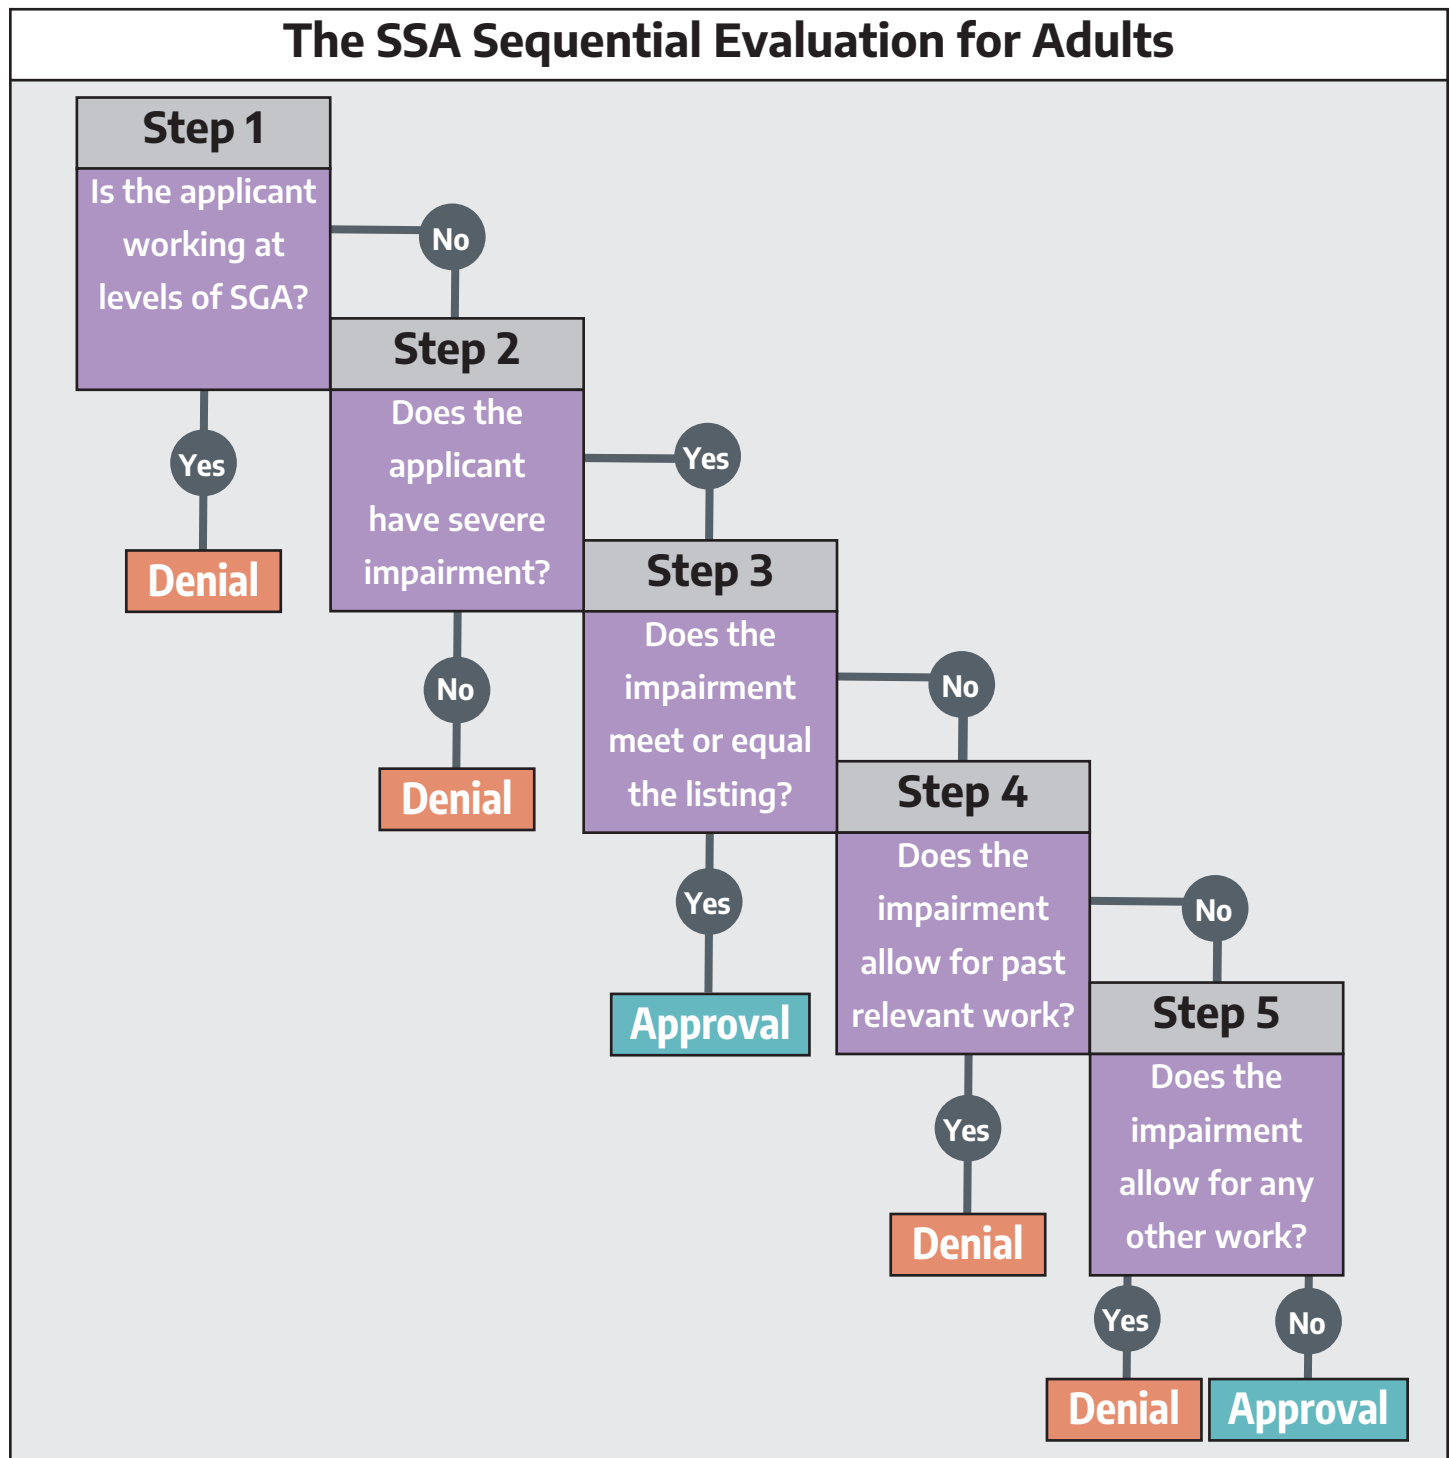 The SSA Sequential Evaluation for Adults
Step 1
Is the applicant
working at
levels of SGA?
No
Yes
Denial
Step 2
Does the
applicant
have severe
impairment?
Yes
No
Denial
Step 3
Does the
impairment
meet or equal
the listing?
No
Yes
Approval
Step 4
Does the
impairment
allow for past
relevant work?
No
Yes
Denial
Step 5
Does the
impairment
allow for any
other work?
Yes
No
Denial
Approval